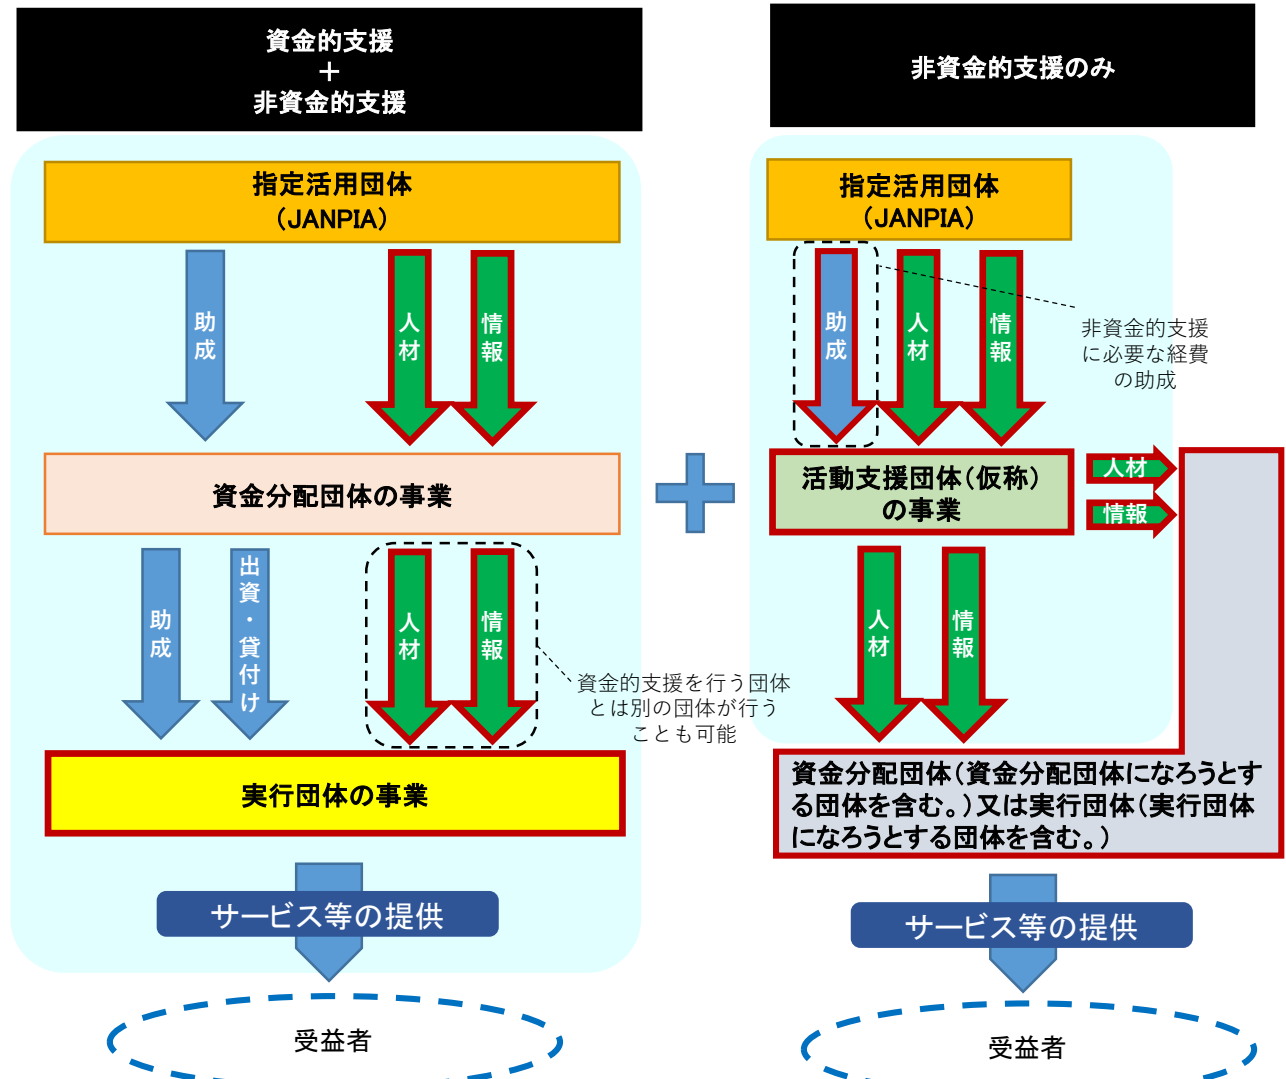 資金的支援
＋
非資金的支援
指定活用団体
（JANPIA）
助成
人材
情報
資金分配団体の事業
助成
出資・貸付け
人材
情報
資金的支援を行う団体
とは別の団体が行う
ことも可能
実行団体の事業
サービス等の提供
受益者
非資金的支援のみ
指定活用団体
（JANPIA）
助成
人材
情報
非資金的支援
に必要な経費
の助成
活動支援団体（仮称）
の事業
人材
情報
人材
情報
資金分配団体（資金分配団体になろうとす
る団体を含む。）又は実行団体（実行団体
になろうとする団体を含む。）
サービス等の提供
受益者